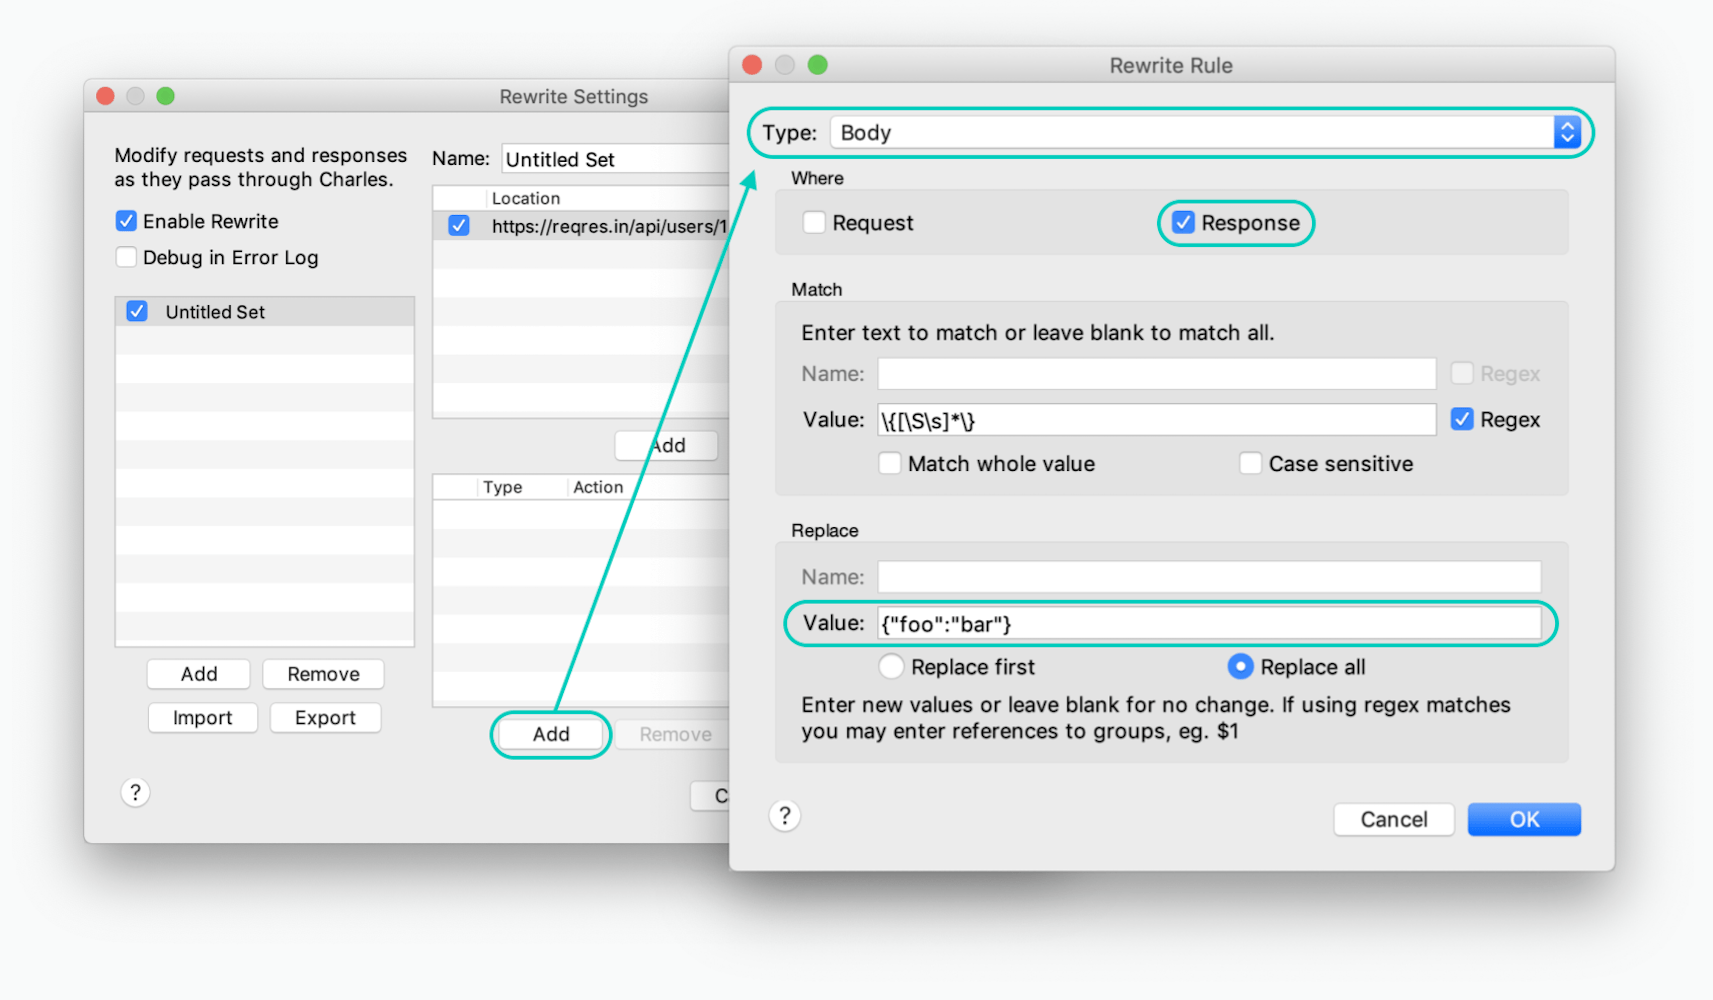 Rewrite Settings
Modify requests and responses
as they pass through Charles.
Enable Rewrite
Debug in Error Log
Untitled Set
Add
Remove
Import
Export
?
Name:
Untitled Set
Location
https://reqres.in/api/users/1
Add
Type
Action
Add
Remove
Rewrite Rule
Type:
Body
Where
Request
Response
Match
Enter text to match or leave blank to match all.
Name:
Regex
Value:
\{[\S\s]*\}
Regex
Match whole value
Case sensitive
Replace
Name:
Value:
{"foo":"bar"}
Replace first
Replace all
Enter new values or leave blank for no change. If using regex matches
you may enter references to groups, eg. $1
?
Cancel
OK